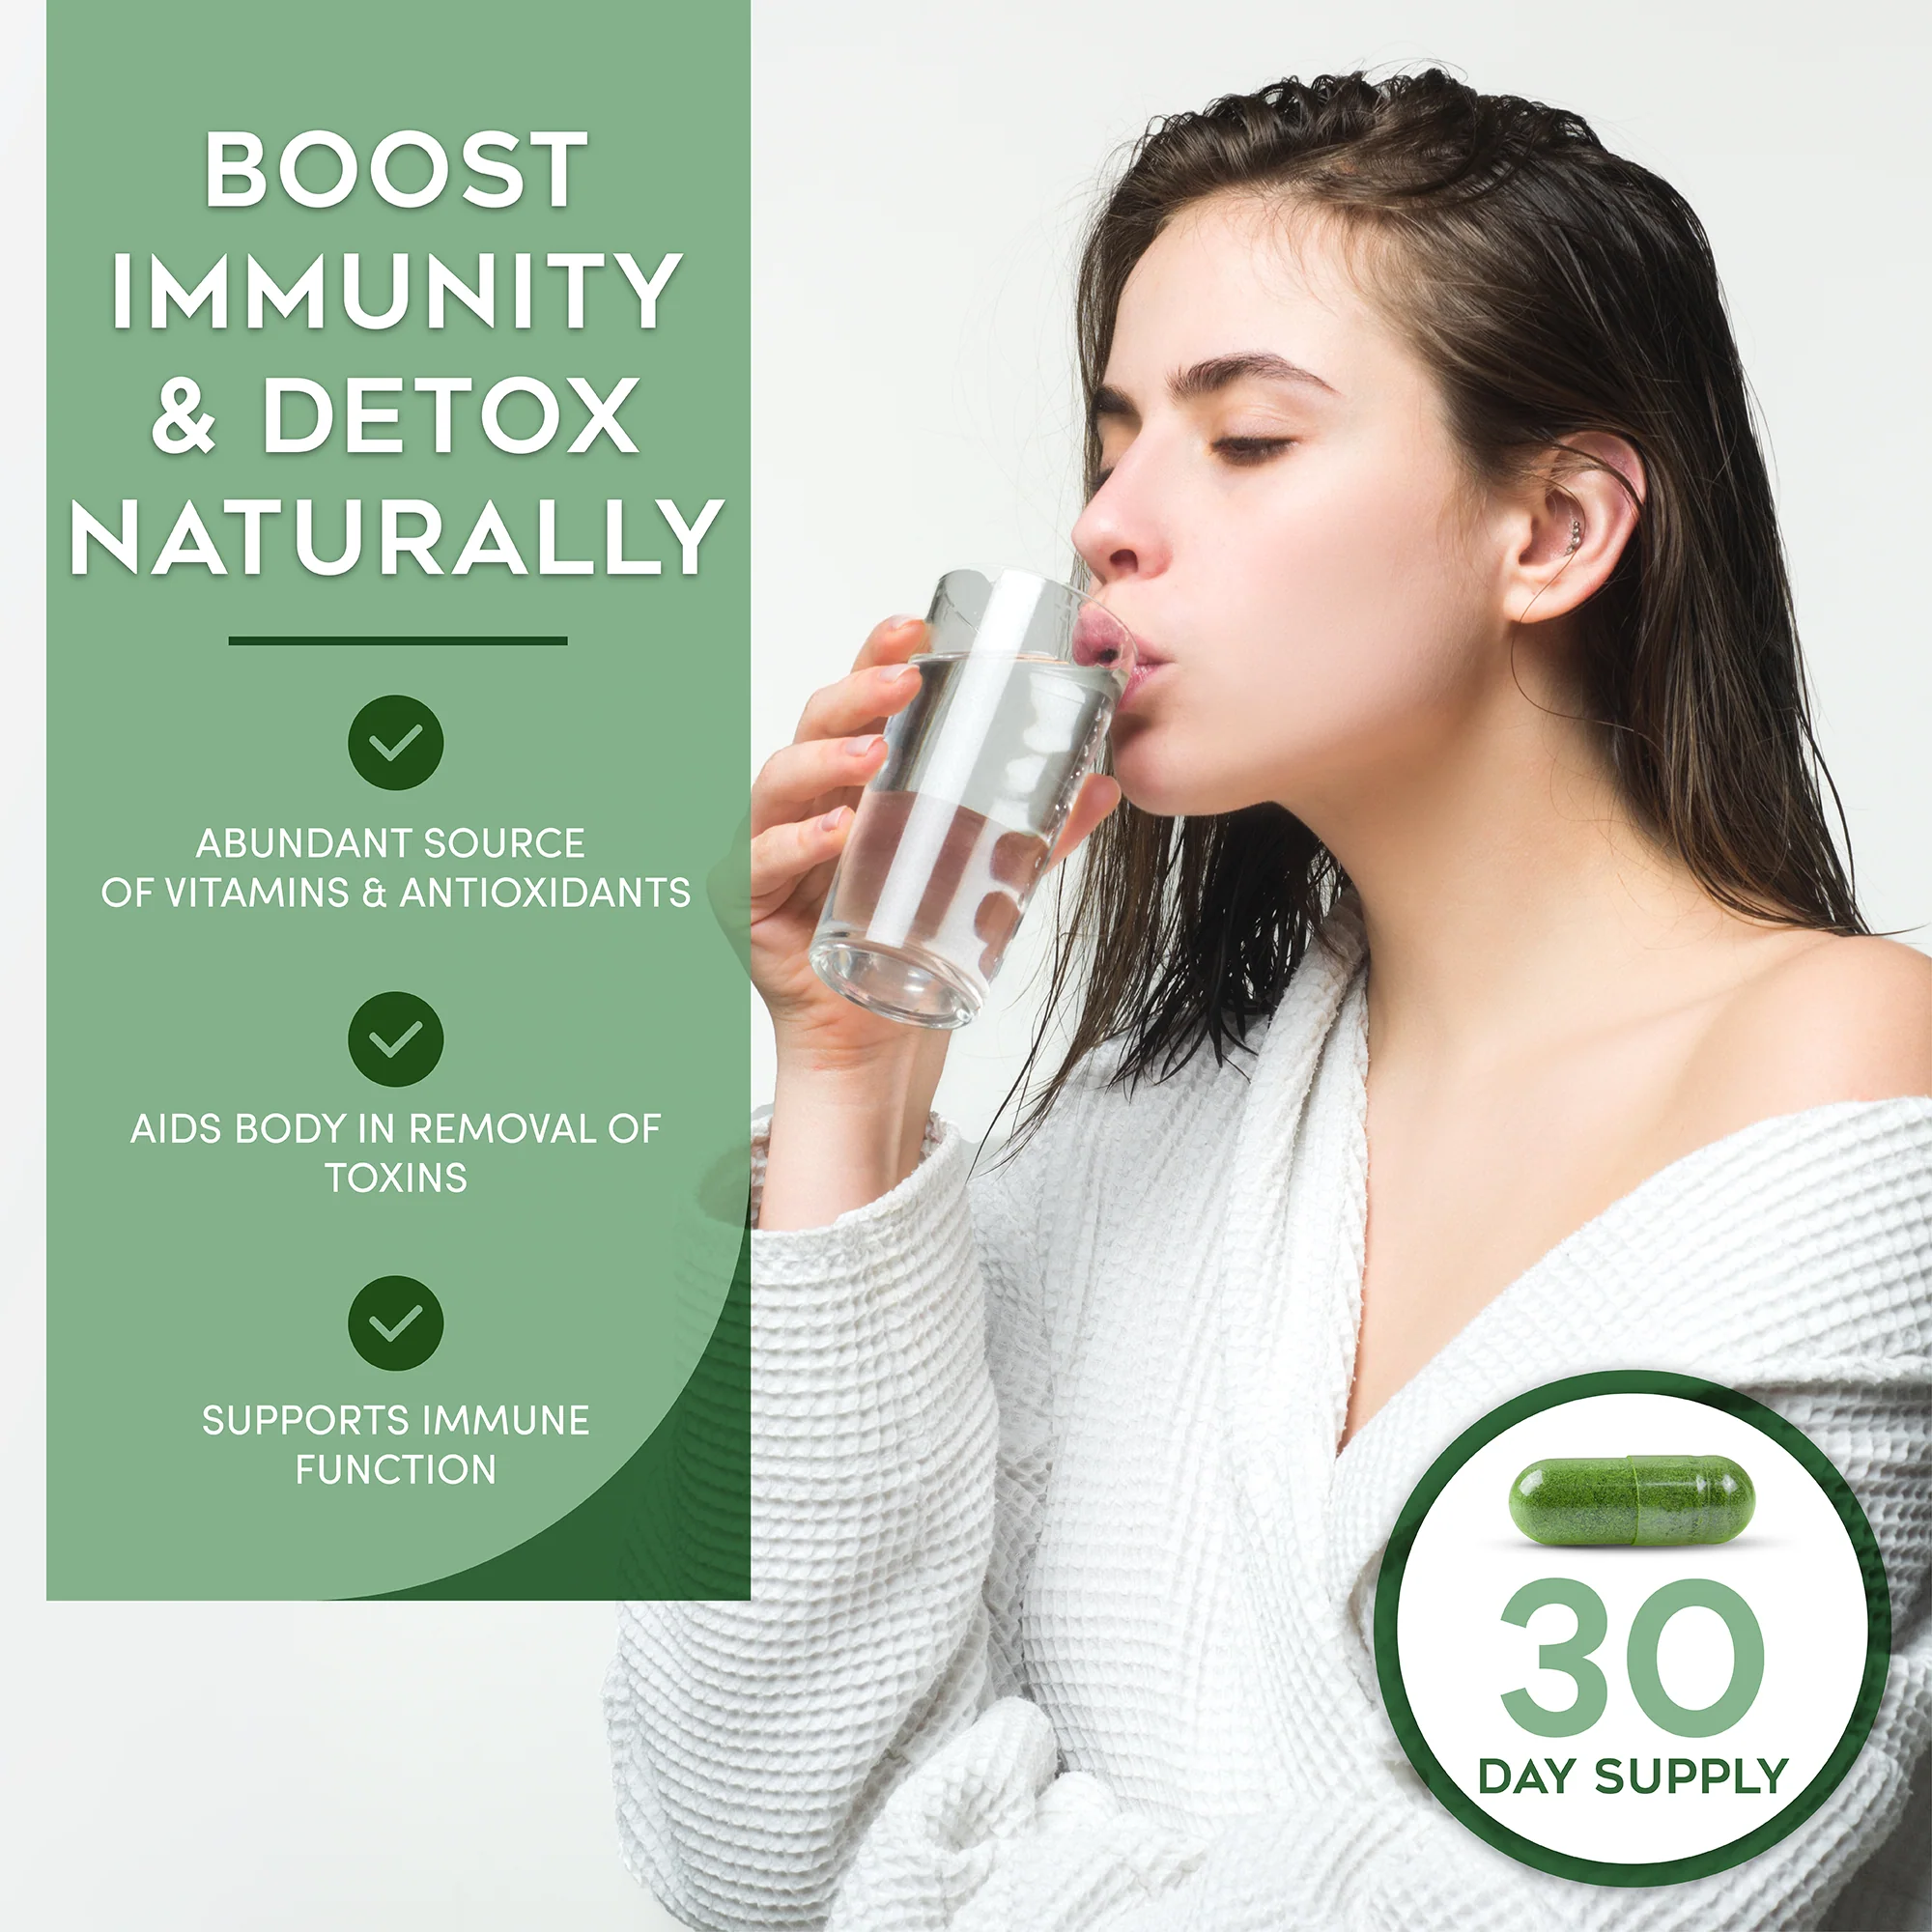 BOOST
IMMUNITY
& DETOX
NATURALLY
ABUNDANT SOURCE
OF VITAMINS & ANTIOXIDANTS
AIDS BODY IN REMOVAL OF
TOXINS
SUPPORTS IMMUNE
FUNCTION
30
DAY SUPPLY